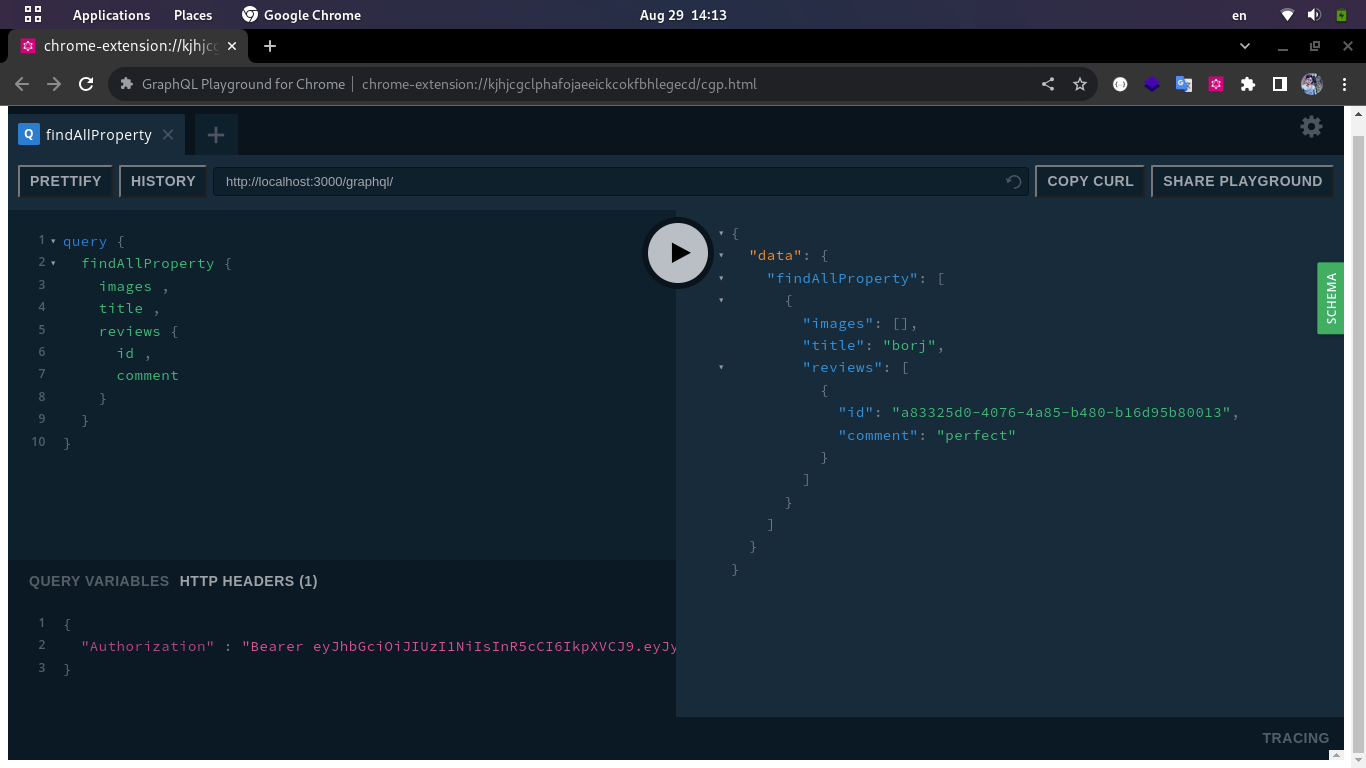 Applications Places Google Chrome Aug 29 14:13 en
chrome-extension://kjhjcg
GraphQL Playground for Chrome | chrome-extension://kjhjcgclphafojaeeickcokfbhlegecd/cgp.html
Q findAllProperty
PRETTIFY HISTORY http://localhost:3000/graphql/ COPY CURL SHARE PLAYGROUND
1 query {
2 findAllProperty {
3 images ,
4 title ,
5 reviews {
6 id ,
7 comment
8 }
9 }
10 }
{
"data": {
"findAllProperty": [
{
"images": [],
"title": "borj",
"reviews": [
{
"id": "a83325d0-4076-4a85-b480-b16d95b80013",
"comment": "perfect"
}
]
}
]
}
}
SCHEMA
QUERY VARIABLES HTTP HEADERS (1)
1 {
2 "Authorization" : "Bearer eyJhbGciOiJIUzI1NiIsInR5cCI6IkpXVCJ9.eyJy
3 }
TRACING